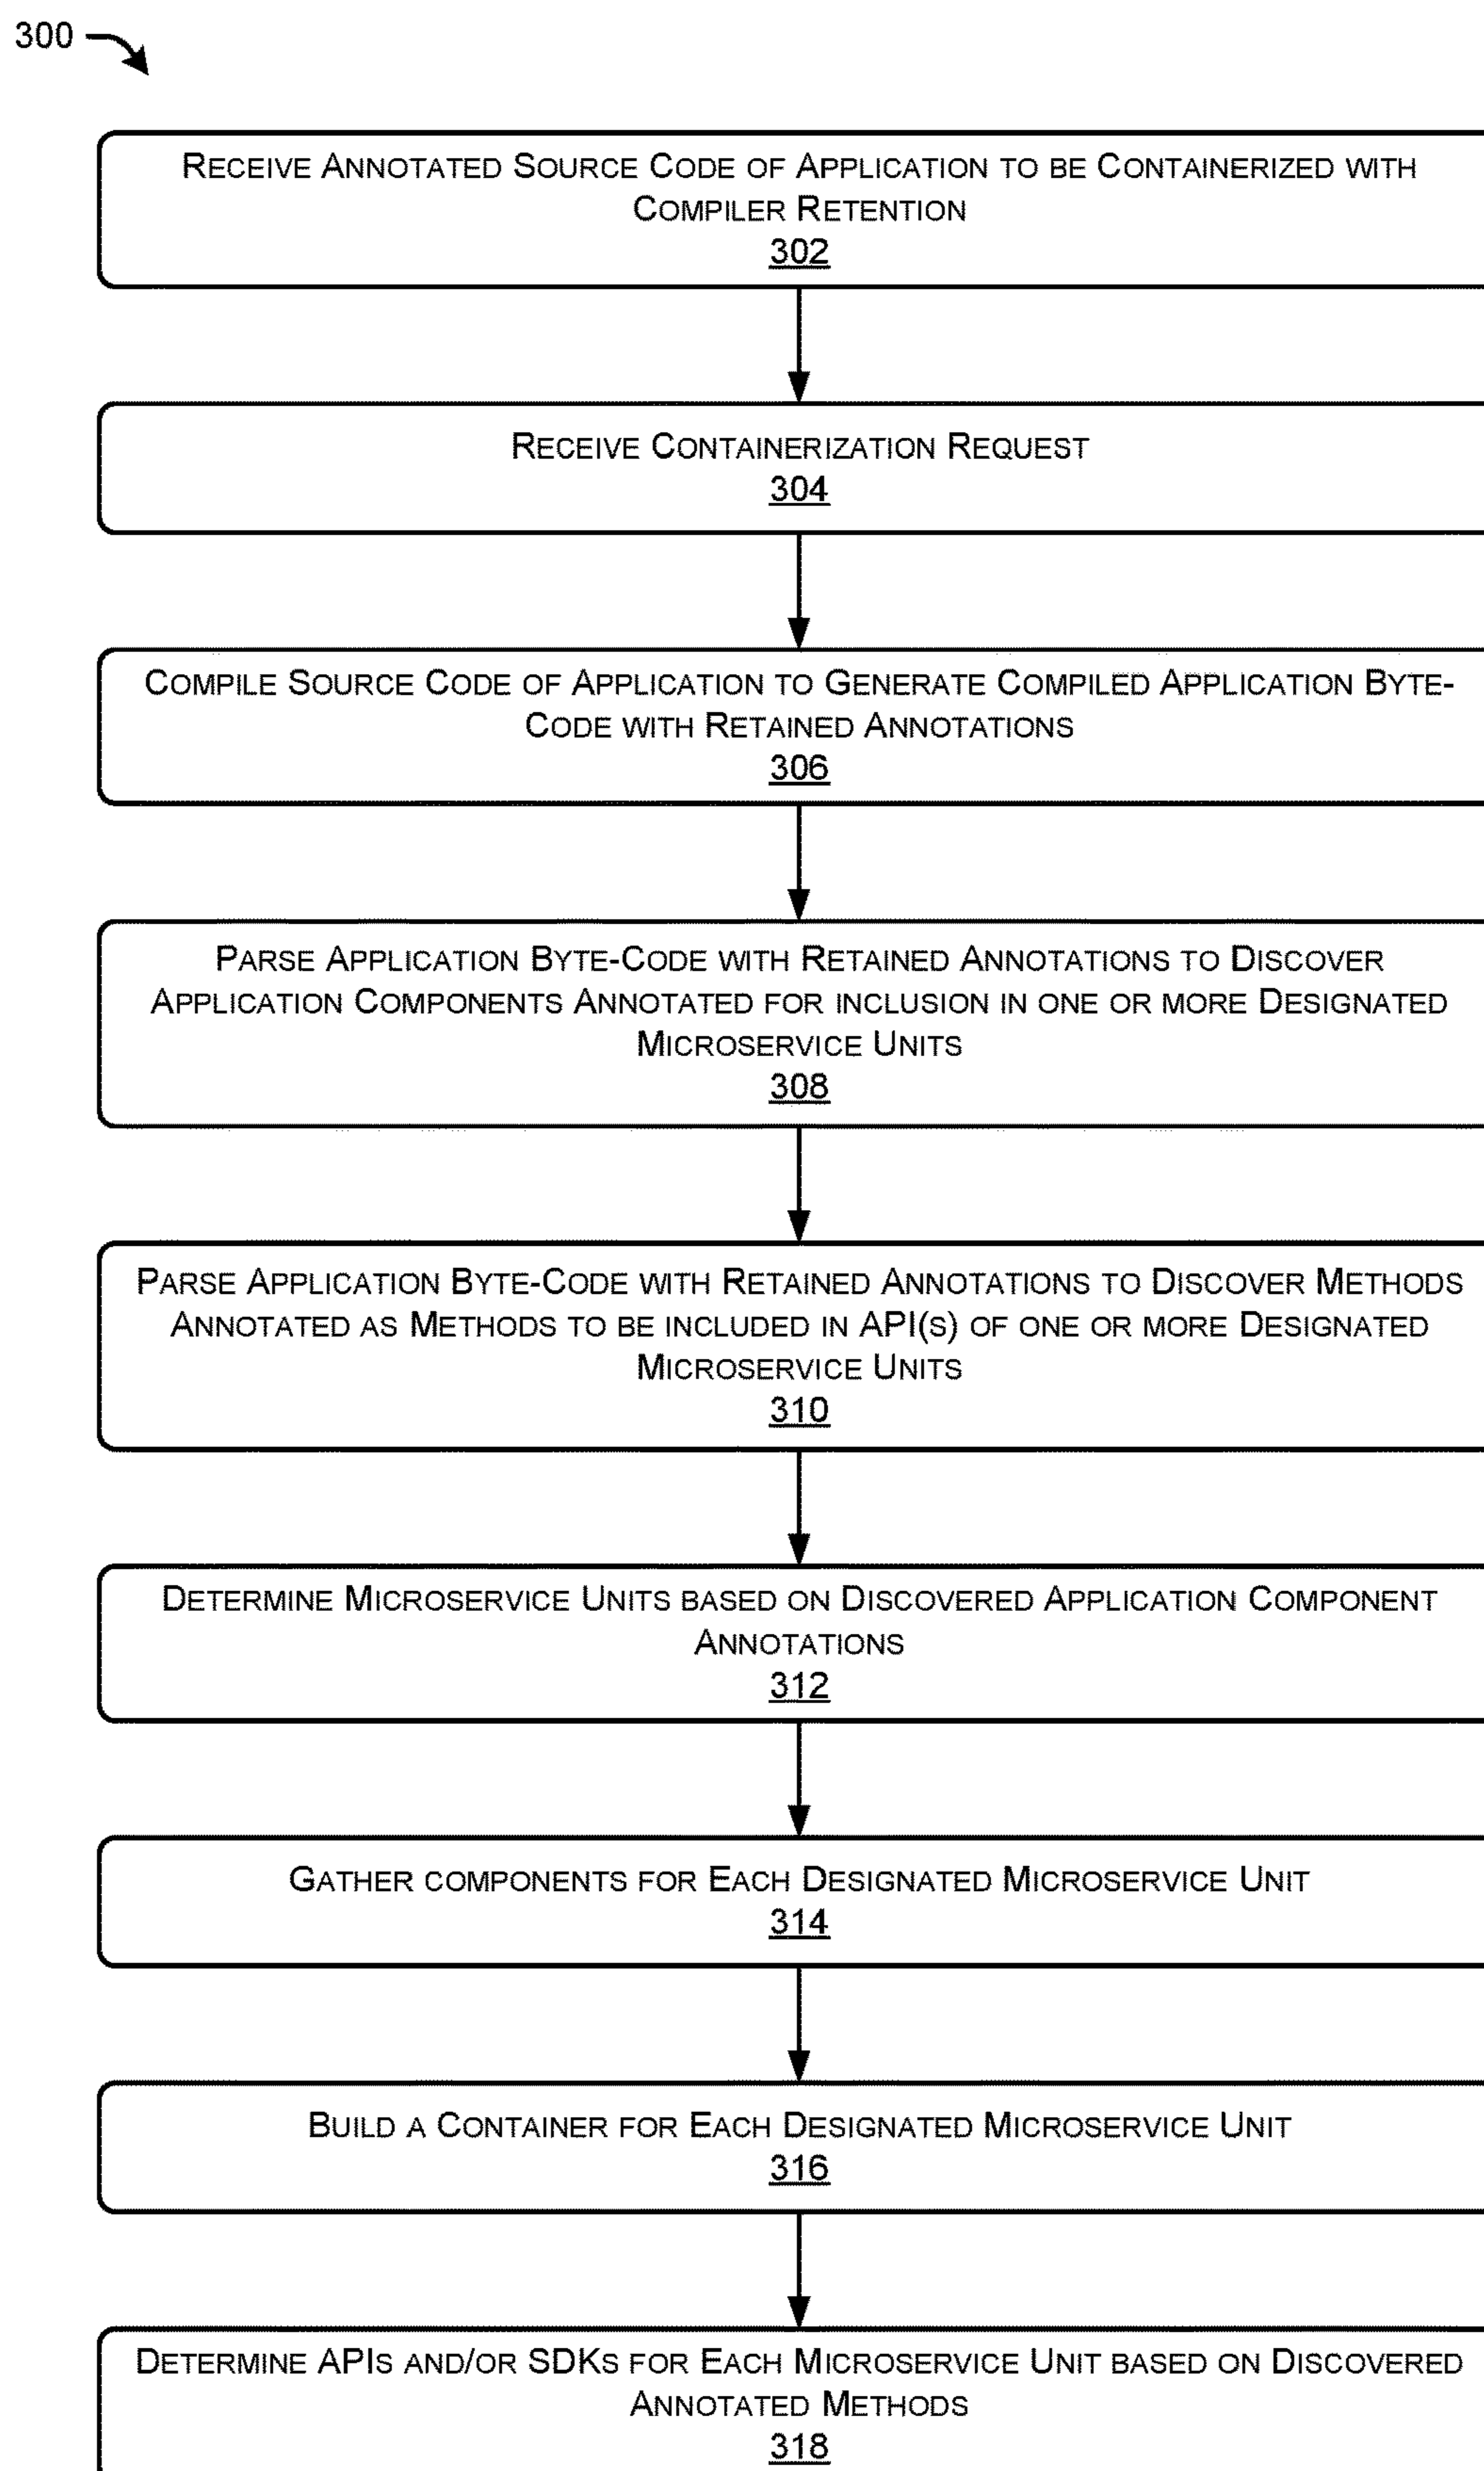 300
Receive Annotated Source Code of Application to be Containerized with
Compiler Retention
302
Receive Containerization Request
304
Compile Source Code of Application to Generate Compiled Application Byte-
Code with Retained Annotations
306
Parse Application Byte-Code with Retained Annotations to Discover
Application Components Annotated for inclusion in one or more Designated
Microservice Units
308
Parse Application Byte-Code with Retained Annotations to Discover Methods
Annotated as Methods to be included in API(s) of one or more Designated
Microservice Units
310
Determine Microservice Units based on Discovered Application Component
Annotations
312
Gather components for Each Designated Microservice Unit
314
Build a Container for Each Designated Microservice Unit
316
Determine APIs and/or SDKs for Each Microservice Unit based on Discovered
Annotated Methods
318